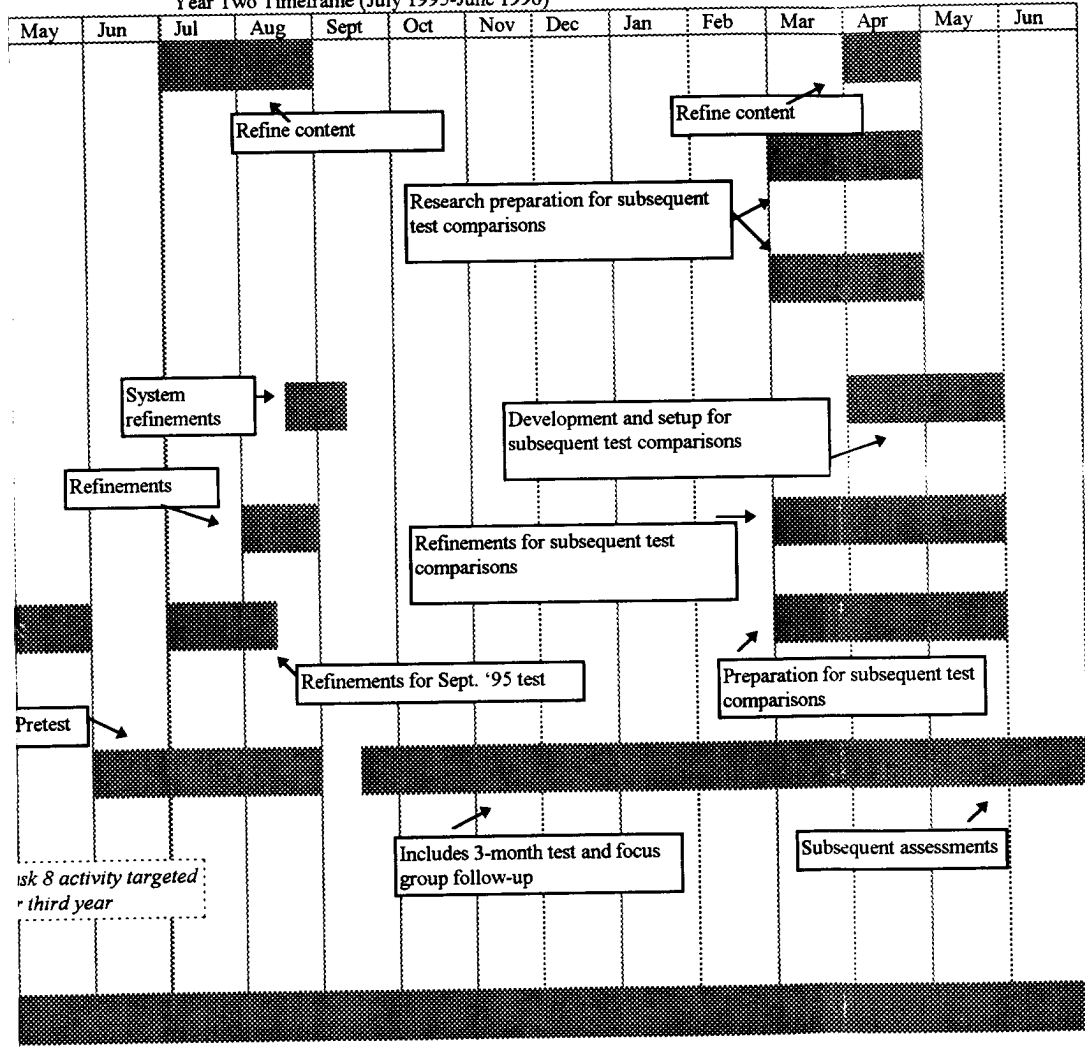 Year Two Timeframe (July 1995-June 1996)
May Jun Jul Aug Sept Oct Nov Dec Jan Feb Mar Apr May Jun
Refine content
Refine content
Research preparation for subsequent
test comparisons
System
refinements
Development and setup for
subsequent test comparisons
Refinements
Refinements for subsequent test
comparisons
Refinements for Sept. ‘95 test
Preparation for subsequent test
comparisons
Pretest
Includes 3-month test and focus
group follow-up
Subsequent assessments
sk 8 activity targeted
r third year